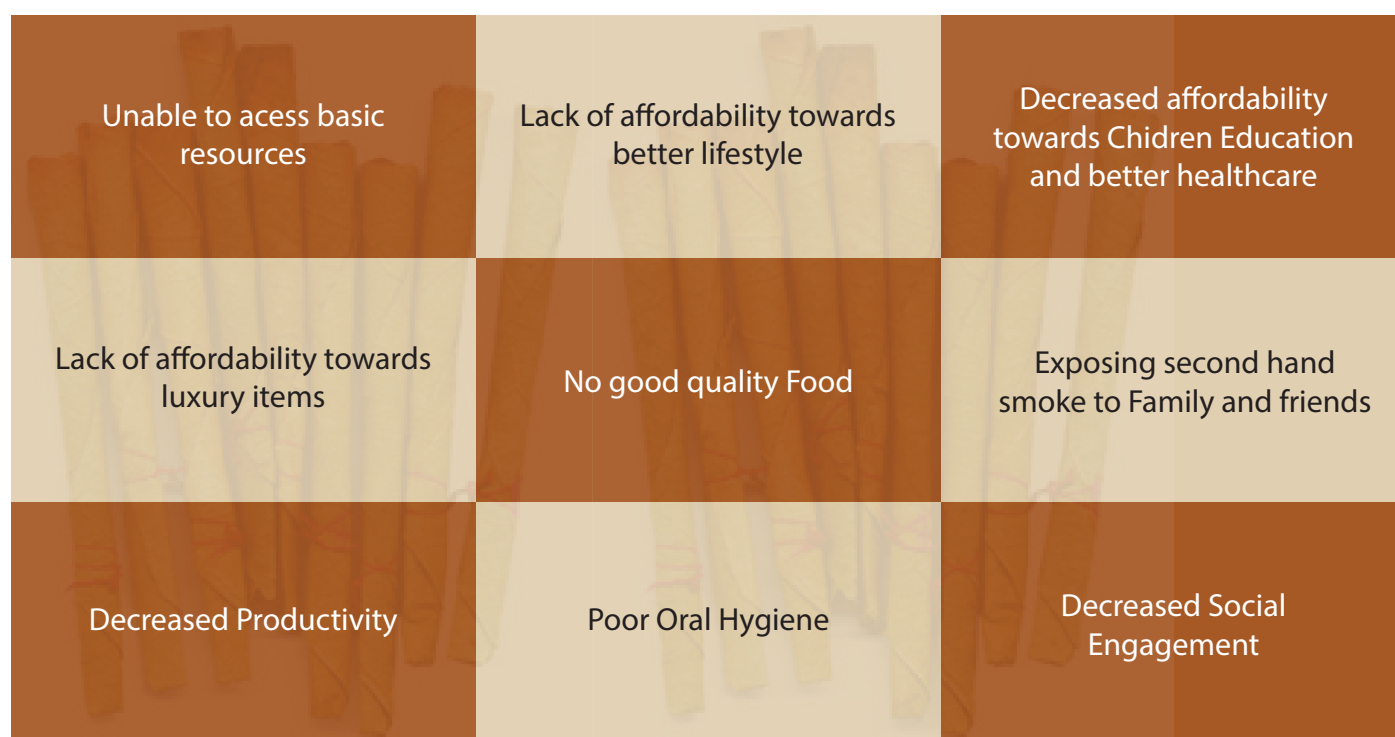 Unable to acess basic
resources
Lack of affordability towards
better lifestyle
Decreased affordability
towards Chidren Education
and better healthcare
Lack of affordability towards
luxury items
No good quality Food
Exposing second hand
smoke to Family and friends
Decreased Productivity
Poor Oral Hygiene
Decreased Social
Engagement